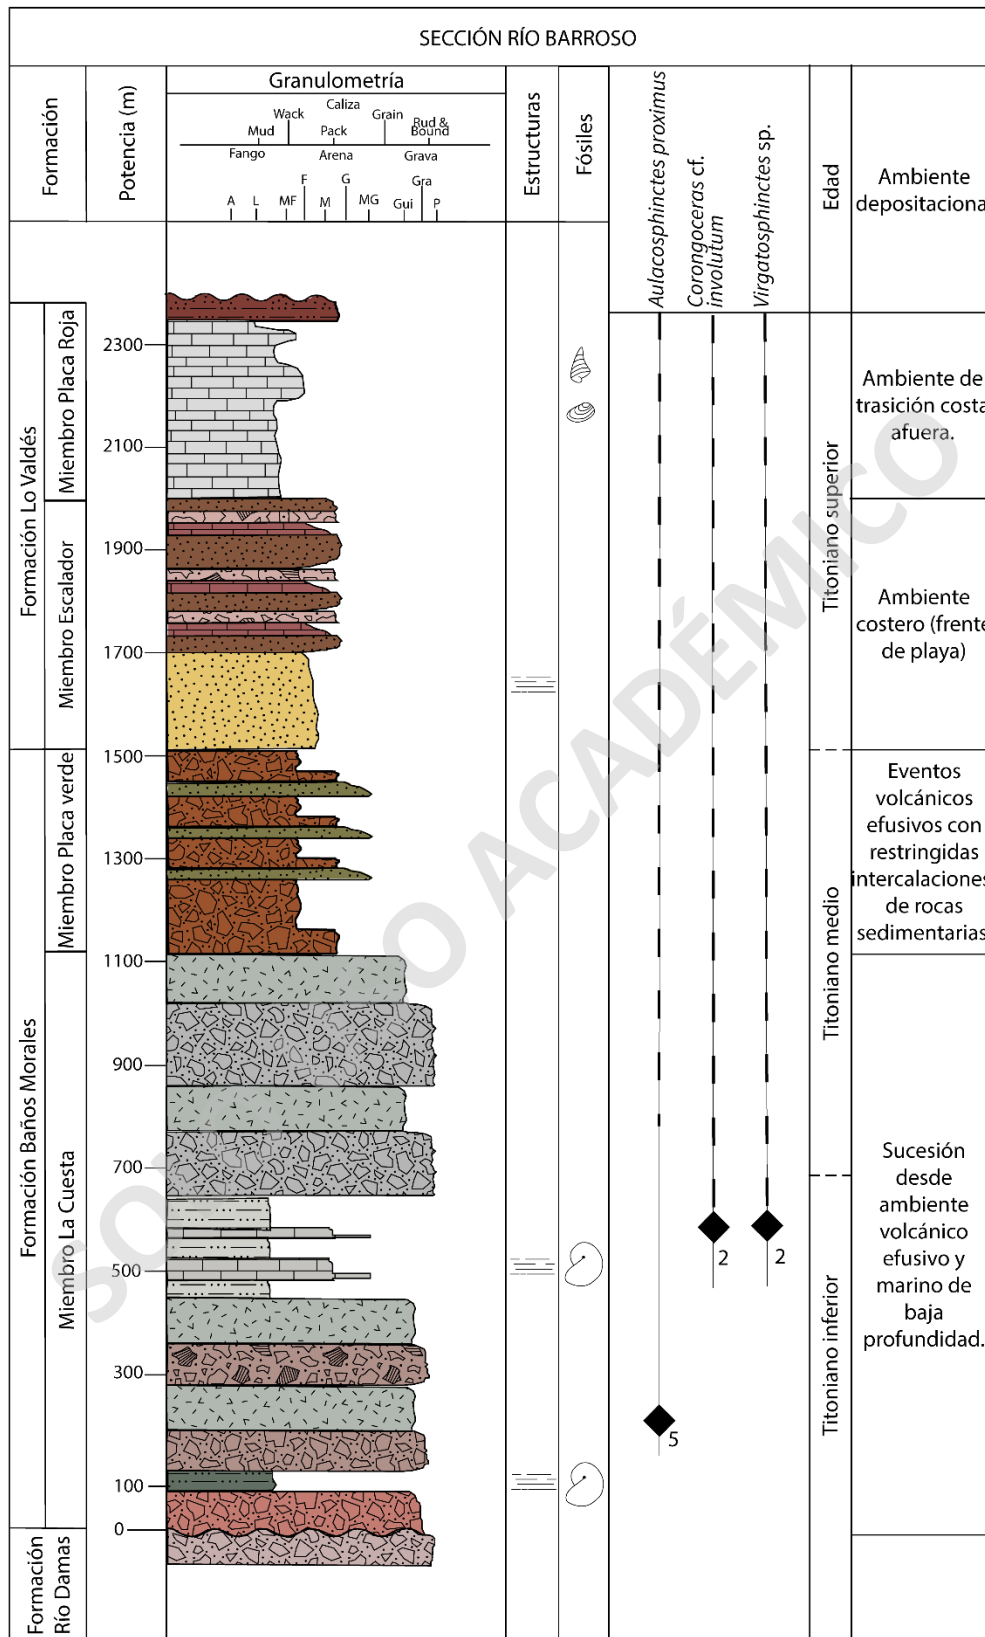 SECCIÓN RÍO BARROSO
Formación
Potencia (m)
Granulometría
Caliza
Wack
Grain
Mud
Pack
Rud &
Bound
Fango
Arena
Grava
F
G
Gra
A
L
MF
M
MG
Gui
P
Estructuras
Fósiles
Aulacosphinctes proximus
Corongoceras cf.
involutum
Virgatosphinctes sp.
Edad
Ambiente
depositaciona
Formación Lo Valdés
Miembro Placa Roja
Miembro Escalador
Formación Baños Morales
Miembro Placa verde
Miembro La Cuesta
Formación
Río Damas
2300
2100
1900
1700
1500
1300
1100
900
700
500
300
100
0
2
2
5
Titoniano superior
Titoniano medio
Titoniano inferior
Ambiente de
trasición costa
afuera.
Ambiente
costero (frente
de playa)
Eventos
volcánicos
efusivos con
restringidas
intercalaciones
de rocas
sedimentarias
Sucesión
desde
ambiente
volcánico
efusivo y
marino de
baja
profundidad.
SOLO USO ACADÉMICO